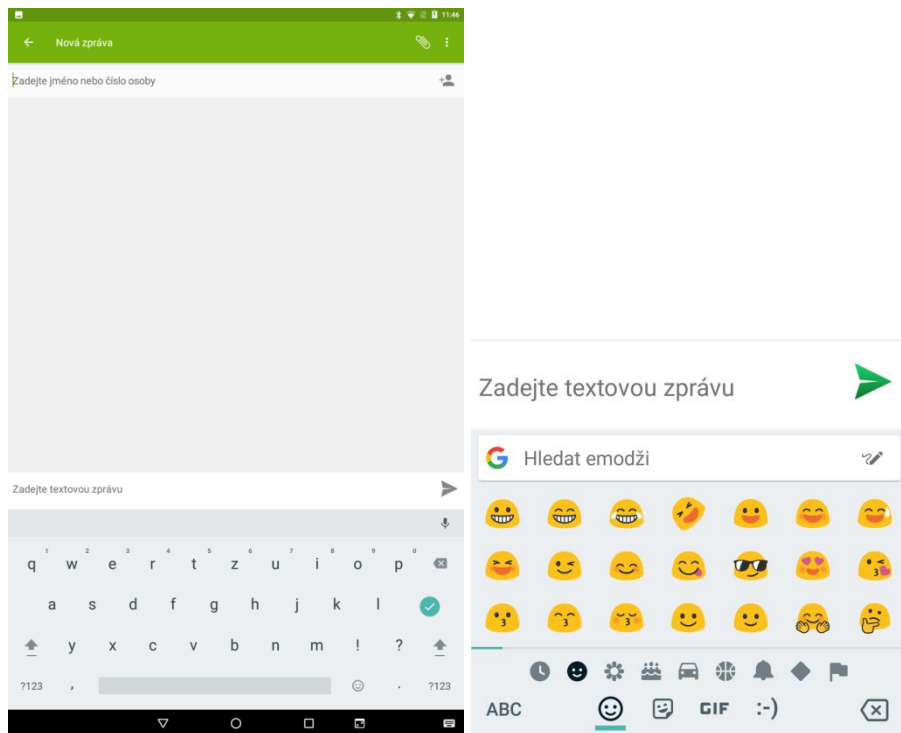 11:46
Nová zpráva
Zadejte jméno nebo číslo osoby
Zadejte textovou zprávu
1 2 3 4 5 6 7 8 9 0
q w e r t z u i o p
a s d f g h j k l
y x c v b n m ! ?
?123 , . ?123
Zadejte textovou zprávu
G Hledat emodži
ABC GIF :-)